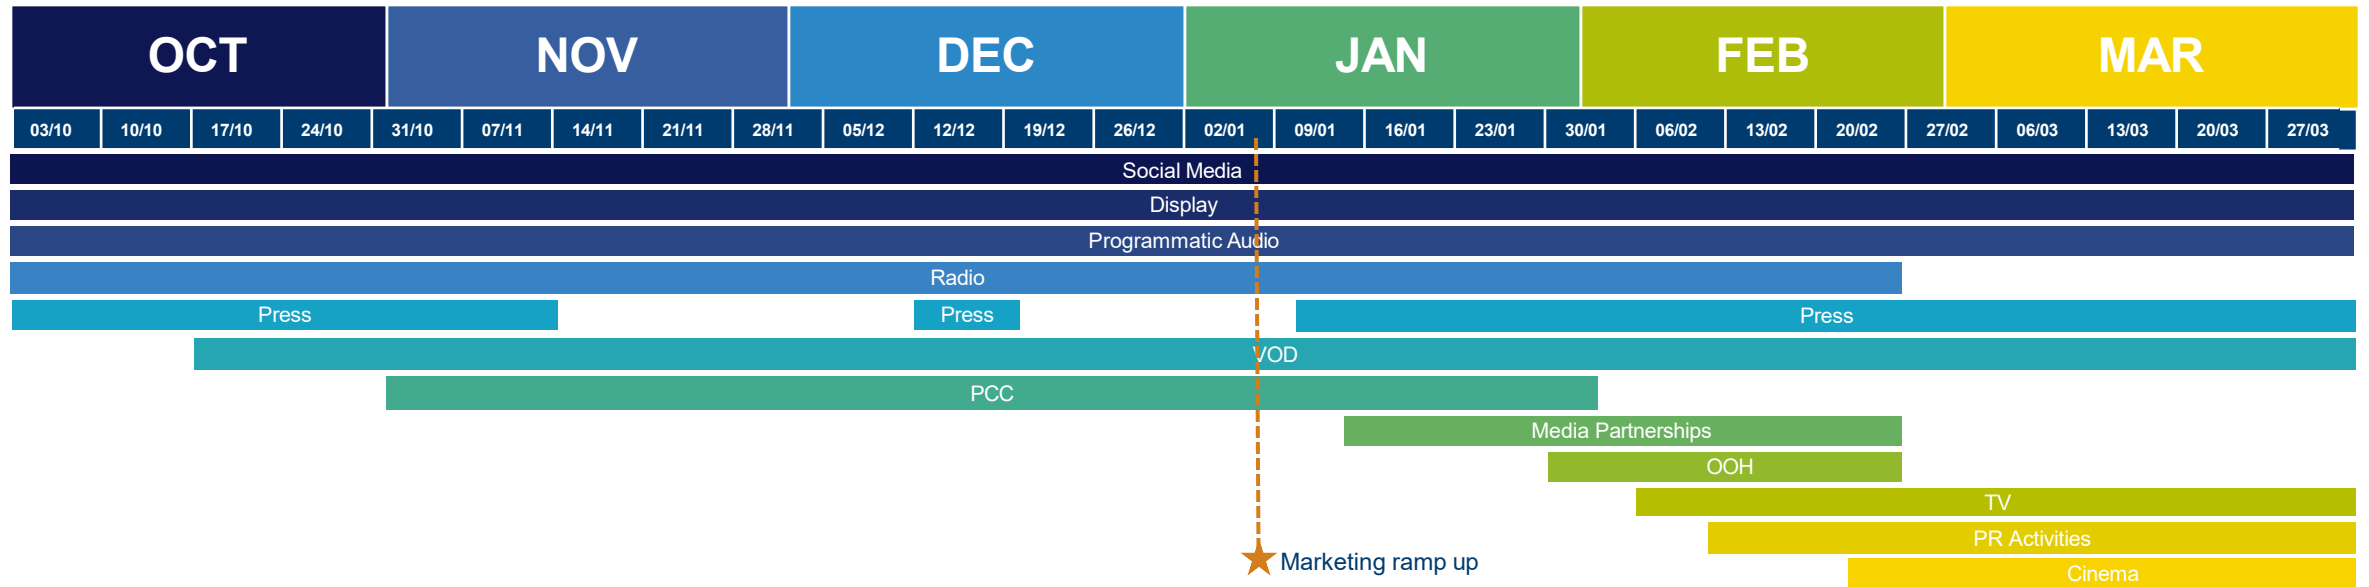 OCT NOV DEC JAN FEB MAR
03/10 10/10 17/10 24/10 31/10 07/11 14/11 21/11 28/11 05/12 12/12 19/12 26/12 02/01 09/01 16/01 23/01 30/01 06/02 13/02 20/02 27/02 06/03 13/03 20/03 27/03
Social Media
Display
Programmatic Audio
Radio
Press Press Press
VOD
PCC
Media Partnerships
OOH
TV
PR Activities
Marketing ramp up
Cinema